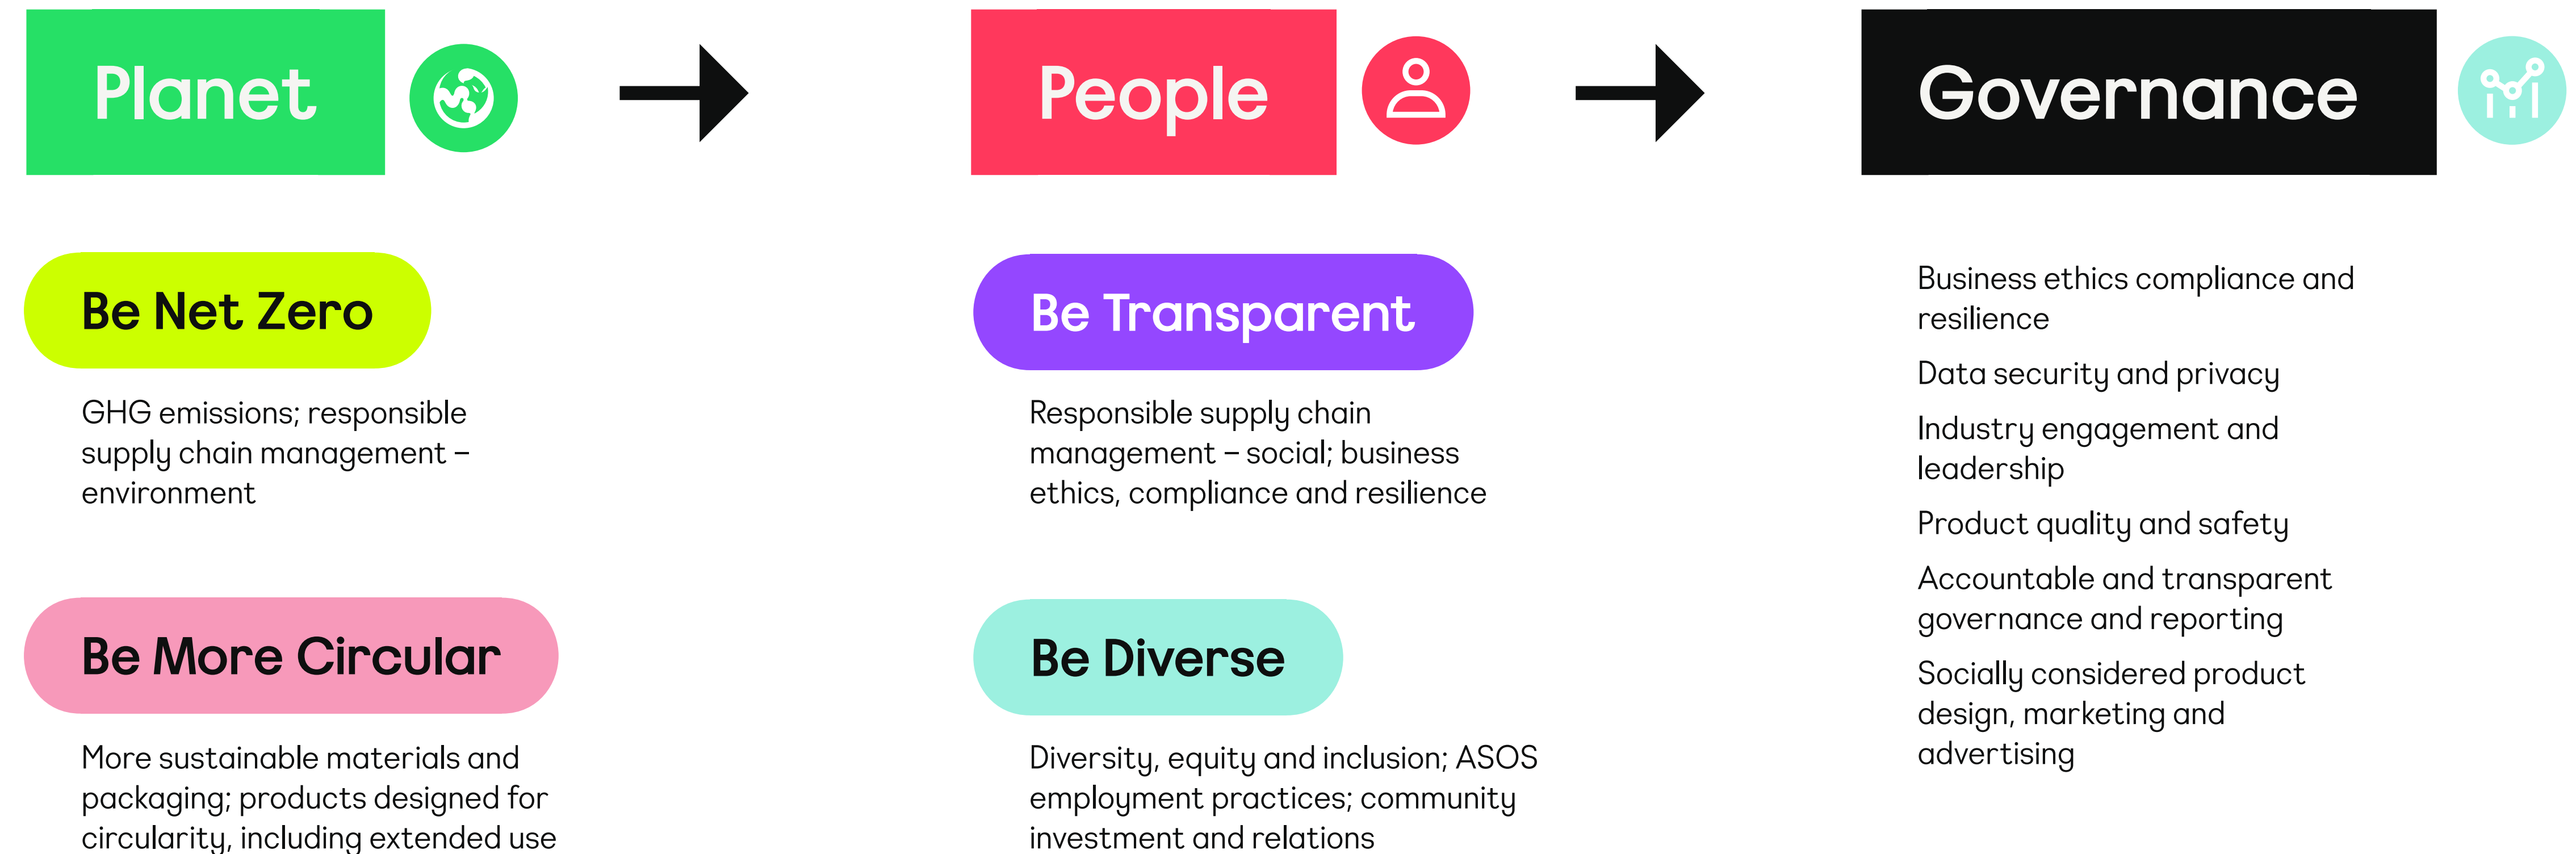 Planet
People
Governance
Be Net Zero
GHG emissions; responsible
supply chain management –
environment
Be More Circular
More sustainable materials and
packaging; products designed for
circularity, including extended use
Be Transparent
Responsible supply chain
management – social; business
ethics, compliance and resilience
Be Diverse
Diversity, equity and inclusion; ASOS
employment practices; community
investment and relations
Business ethics compliance and
resilience
Data security and privacy
Industry engagement and
leadership
Product quality and safety
Accountable and transparent
governance and reporting
Socially considered product
design, marketing and
advertising